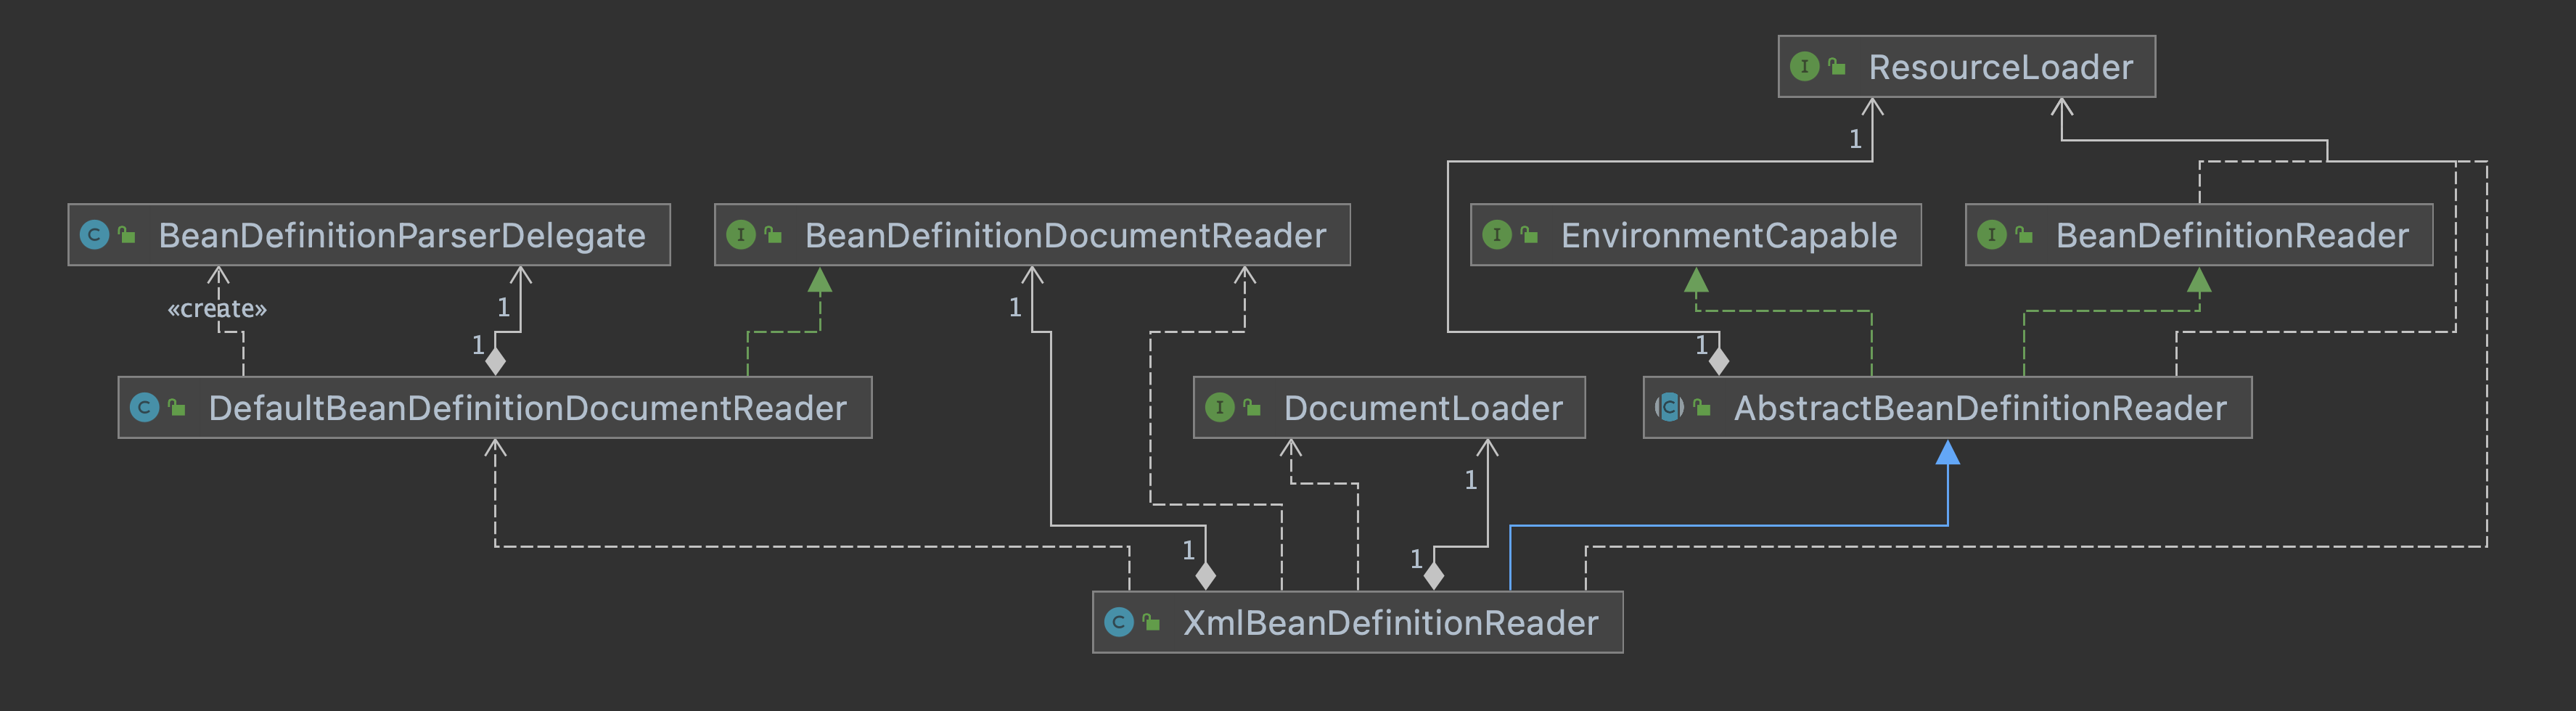 ResourceLoader
1
BeanDefinitionParserDelegate
BeanDefinitionDocumentReader
EnvironmentCapable
BeanDefinitionReader
«create»
1
1
1
1
DefaultBeanDefinitionDocumentReader
DocumentLoader
AbstractBeanDefinitionReader
1
1
1
XmlBeanDefinitionReader